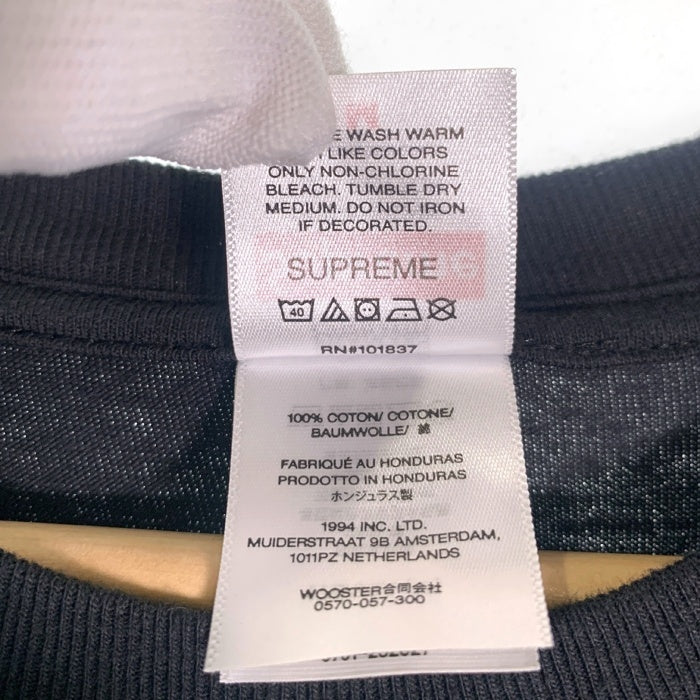 E WASH WARM
LIKE COLORS
ONLY NON-CHLORINE
BLEACH. TUMBLE DRY
MEDIUM. DO NOT IRON
IF DECORATED.
SUPREME
40
RN#101837
100% COTON/ COTONE/
BAUMWOLLE/ 綿
FABRIQUÉ AU HONDURAS
PRODOTTO IN HONDURAS
ホンジュラス製
1994 INC. LTD.
MUIDERSTRAAT 9B AMSTERDAM,
1011PZ NETHERLANDS
WOOSTER合同会社
0570-057-300